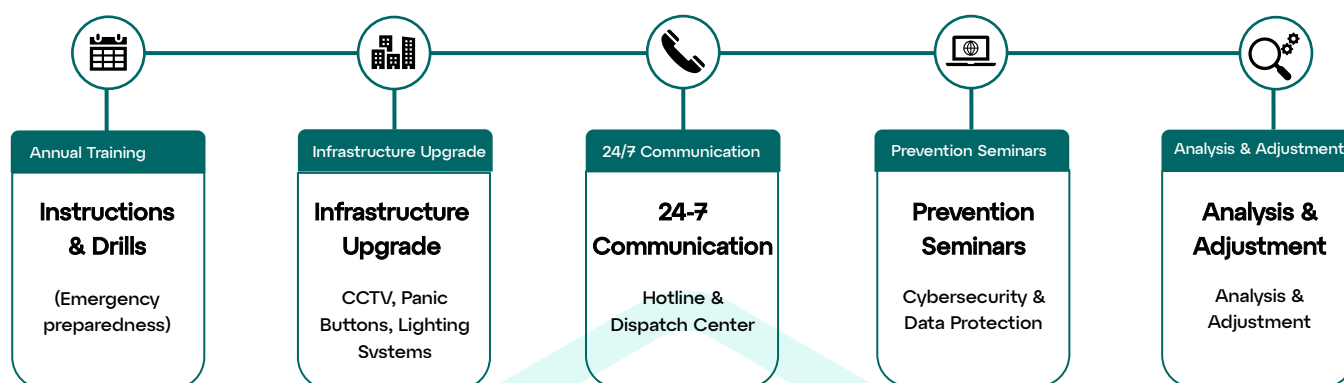 Annual Training
Instructions
& Drills
(Emergency
preparedness)
Infrastructure Upgrade
Infrastructure
Upgrade
CCTV, Panic
Buttons, Lighting
Systems
24/7 Communication
24-7
Communication
Hotline &
Dispatch Center
Prevention Seminars
Prevention
Seminars
Cybersecurity &
Data Protection
Analysis & Adjustment
Analysis &
Adjustment
Analysis &
Adjustment